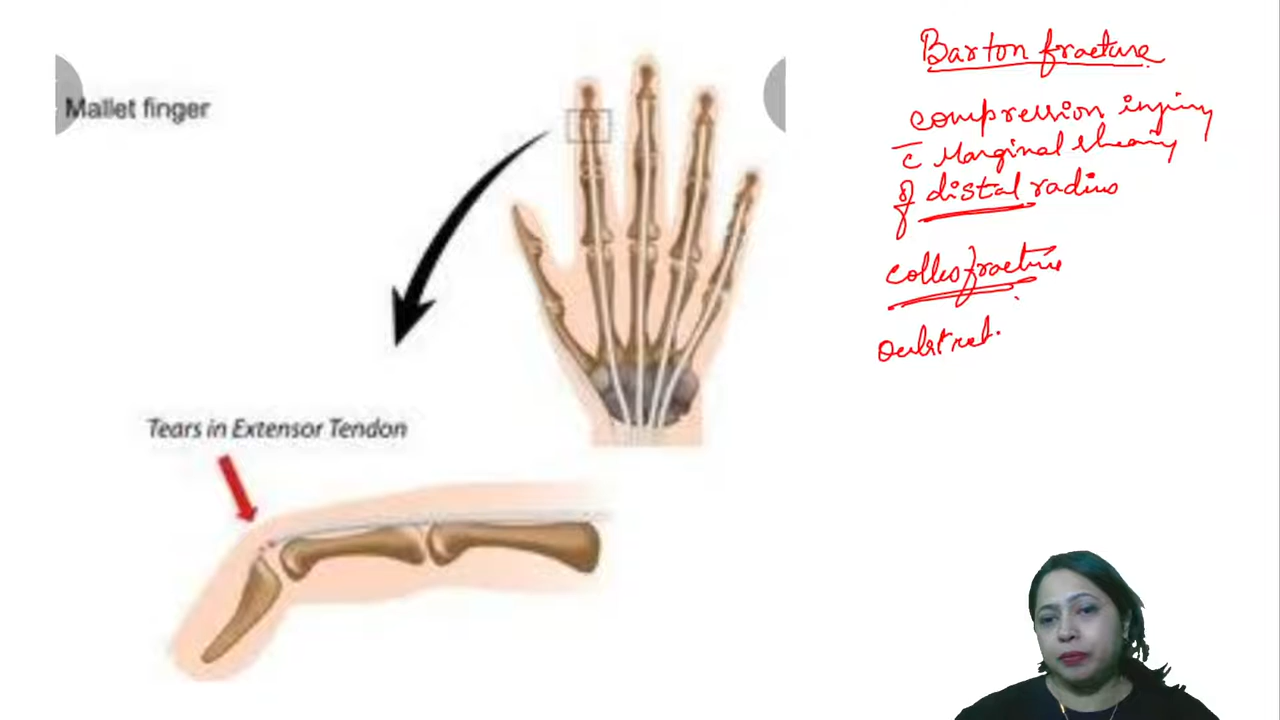 Mallet finger
Tears in Extensor Tendon
Barton fracture
compression injury
c̄ Marginal shearing
of distal radius
Colles fracture